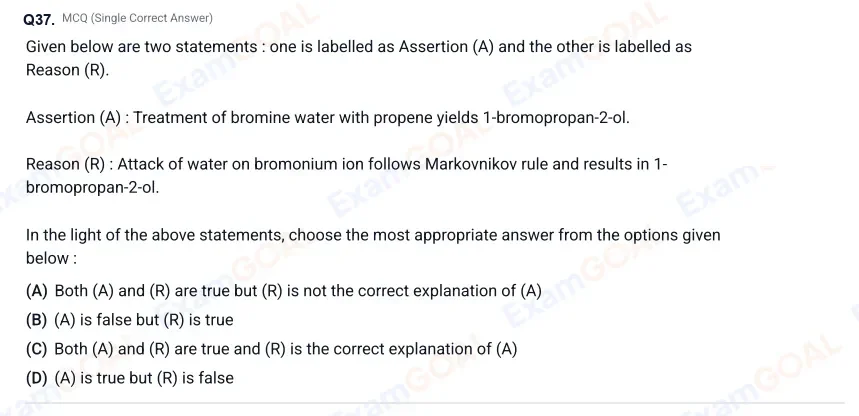 Q37. MCQ (Single Correct Answer)
Given below are two statements : one is labelled as Assertion (A) and the other is labelled as
Reason (R).
Assertion (A) : Treatment of bromine water with propene yields 1-bromopropan-2-ol.
Reason (R) : Attack of water on bromonium ion follows Markovnikov rule and results in 1-
bromopropan-2-ol.
In the light of the above statements, choose the most appropriate answer from the options given
below :
(A) Both (A) and (R) are true but (R) is not the correct explanation of (A)
(B) (A) is false but (R) is true
(C) Both (A) and (R) are true and (R) is the correct explanation of (A)
(D) (A) is true but (R) is false